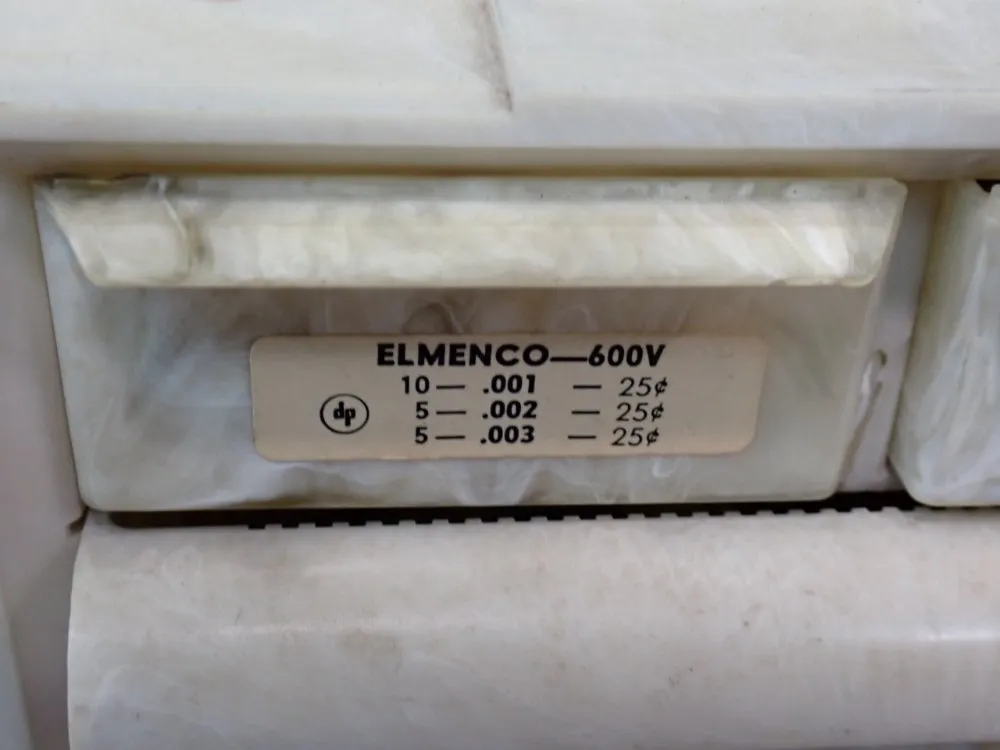 ELMENCO—600V
10— .001 — 25¢
dp 5— .002 — 25¢
5— .003 — 25¢